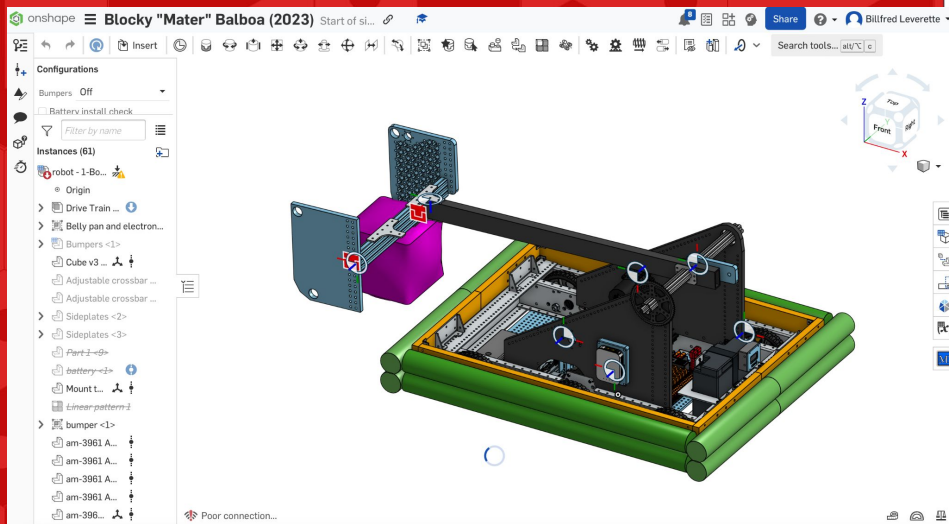 onshape Blocky "Mater" Balboa (2023) Start of si... 8 Share Billfred Leverette
Insert Search tools... alt/⌥ c
Configurations
Bumpers Off
Battery install check
Filter by name
Instances (61)
robot - 1-Bo...
Origin
Drive Train ...
Belly pan and electron...
Bumpers <1>
Cube v3 ...
Adjustable crossbar ...
Adjustable crossbar ...
Sideplates <2>
Sideplates <3>
Part 1 <9>
battery <1>
Mount t...
Linear pattern 1
bumper <1>
am-3961 A...
am-3961 A...
am-3961 A...
am-3961 A...
am-396...
Poor connection...
Z
Top
Y
Front
Right
X